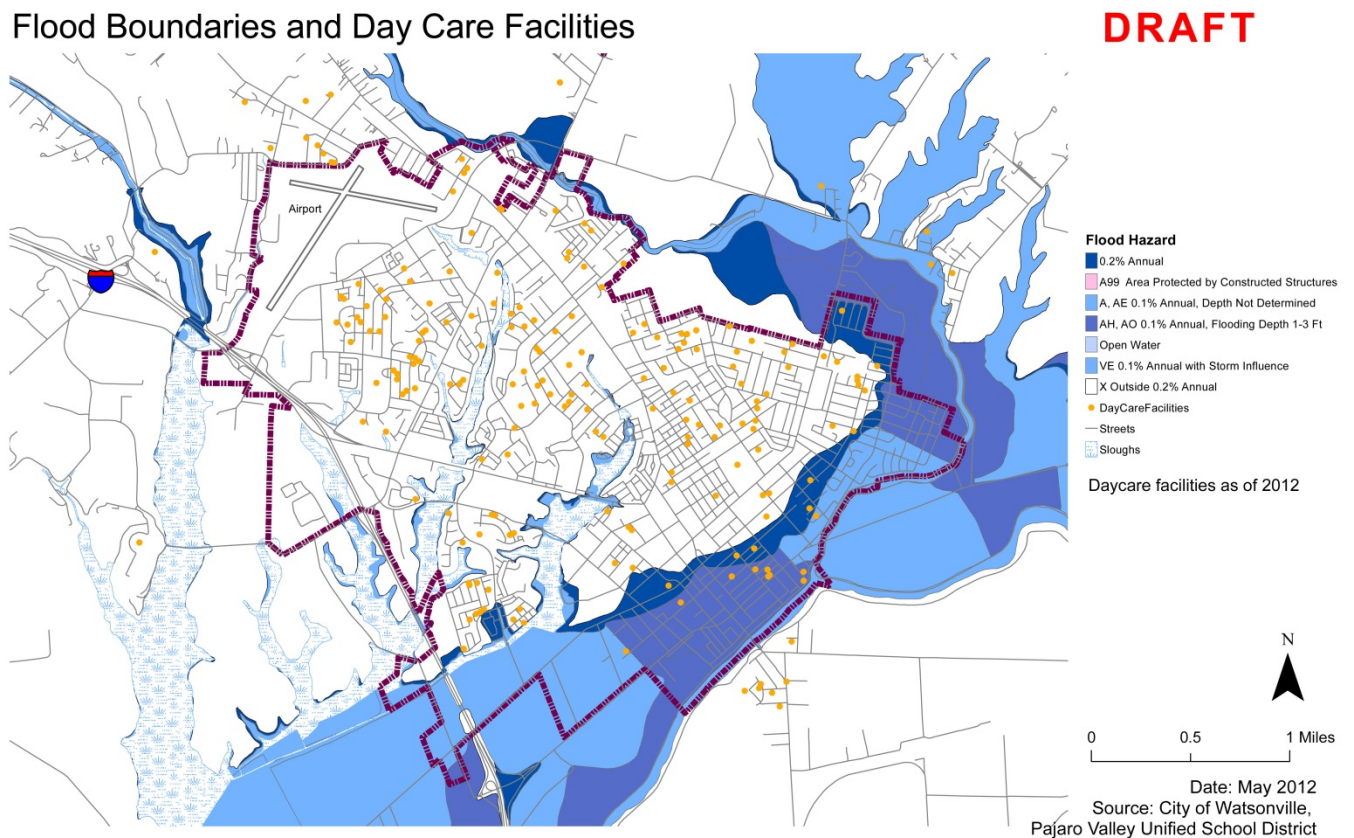 Flood Boundaries and Day Care Facilities
DRAFT
Airport
Flood Hazard
0.2% Annual
A99 Area Protected by Constructed Structures
A, AE 0.1% Annual, Depth Not Determined
AH, AO 0.1% Annual, Flooding Depth 1-3 Ft
Open Water
VE 0.1% Annual with Storm Influence
X Outside 0.2% Annual
DayCareFacilities
Streets
Sloughs
Daycare facilities as of 2012
N
0 0.5 1 Miles
Date: May 2012
Source: City of Watsonville,
Pajaro Valley Unified School District